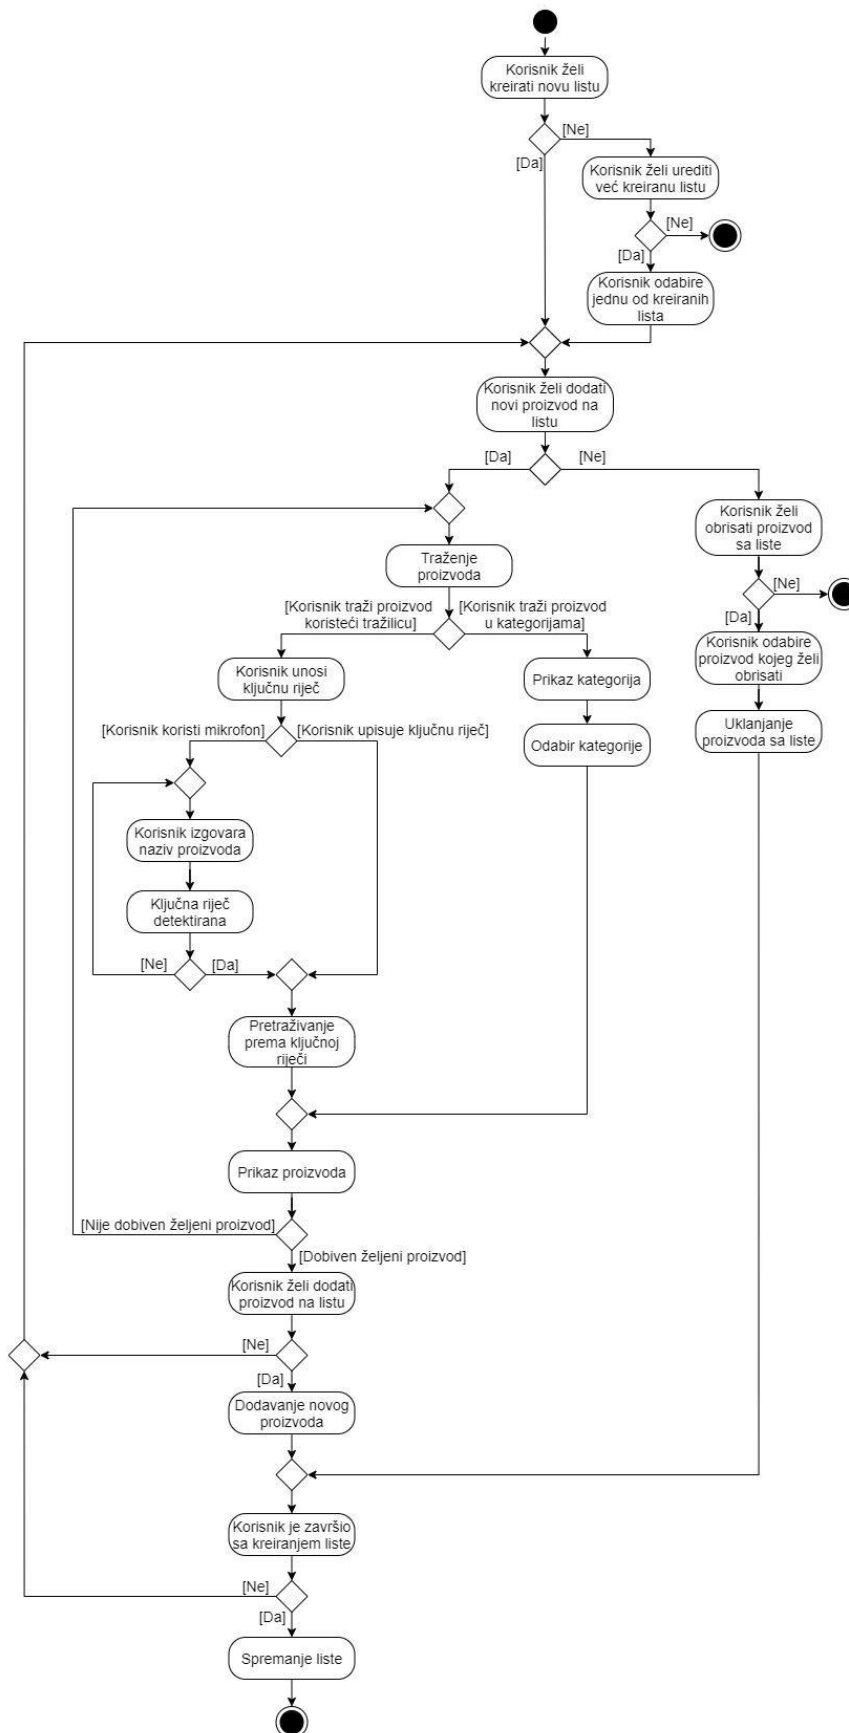 Korisnik želi
kreirati novu listu
[Ne]
[Da]
Korisnik želi urediti
već kreiranu listu
[Ne]
[Da]
Korisnik odabire
jednu od kreiranih
lista
Korisnik želi dodati
novi proizvod na
listu
[Da]
[Ne]
Korisnik želi
obrisati proizvod
sa liste
Traženje
proizvoda
[Ne]
[Da]
[Korisnik traži proizvod
koristeći tražilicu]
[Korisnik traži proizvod
u kategorijama]
Korisnik odabire
proizvod kojeg želi
obrisati
Korisnik unosi
ključnu riječ
Prikaz kategorija
Uklanjanje
proizvoda sa liste
[Korisnik koristi mikrofon]
[Korisnik upisuje ključnu riječ]
Odabir kategorije
Korisnik izgovara
naziv proizvoda
Ključna riječ
detektirana
[Ne]
[Da]
Pretraživanje
prema ključnoj
riječi
Prikaz proizvoda
[Nije dobiven željeni proizvod]
[Dobiven željeni proizvod]
Korisnik želi dodati
proizvod na listu
[Ne]
[Da]
Dodavanje novog
proizvoda
Korisnik je završio
sa kreiranjem liste
[Ne]
[Da]
Spremanje liste